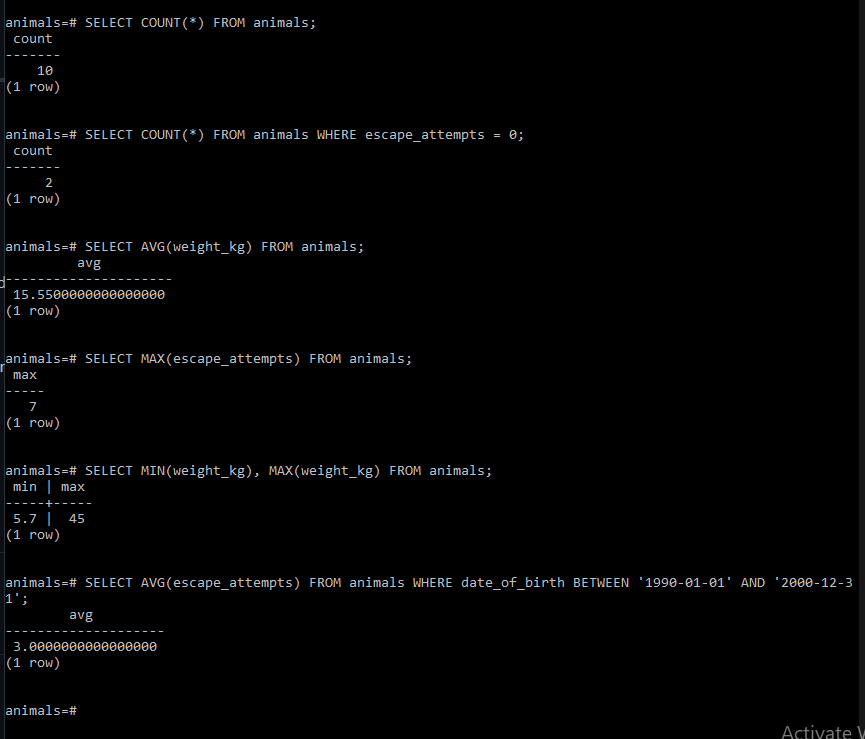 animals=# SELECT COUNT(*) FROM animals;
 count
-------
    10
(1 row)
animals=# SELECT COUNT(*) FROM animals WHERE escape_attempts = 0;
 count
-------
     2
(1 row)
animals=# SELECT AVG(weight_kg) FROM animals;
         avg
---------------------
 15.5500000000000000
(1 row)
animals=# SELECT MAX(escape_attempts) FROM animals;
 max
-----
   7
(1 row)
animals=# SELECT MIN(weight_kg), MAX(weight_kg) FROM animals;
 min | max
-----+-----
 5.7 |  45
(1 row)
animals=# SELECT AVG(escape_attempts) FROM animals WHERE date_of_birth BETWEEN '1990-01-01' AND '2000-12-3
1';
        avg
--------------------
 3.0000000000000000
(1 row)
animals=#
Activate